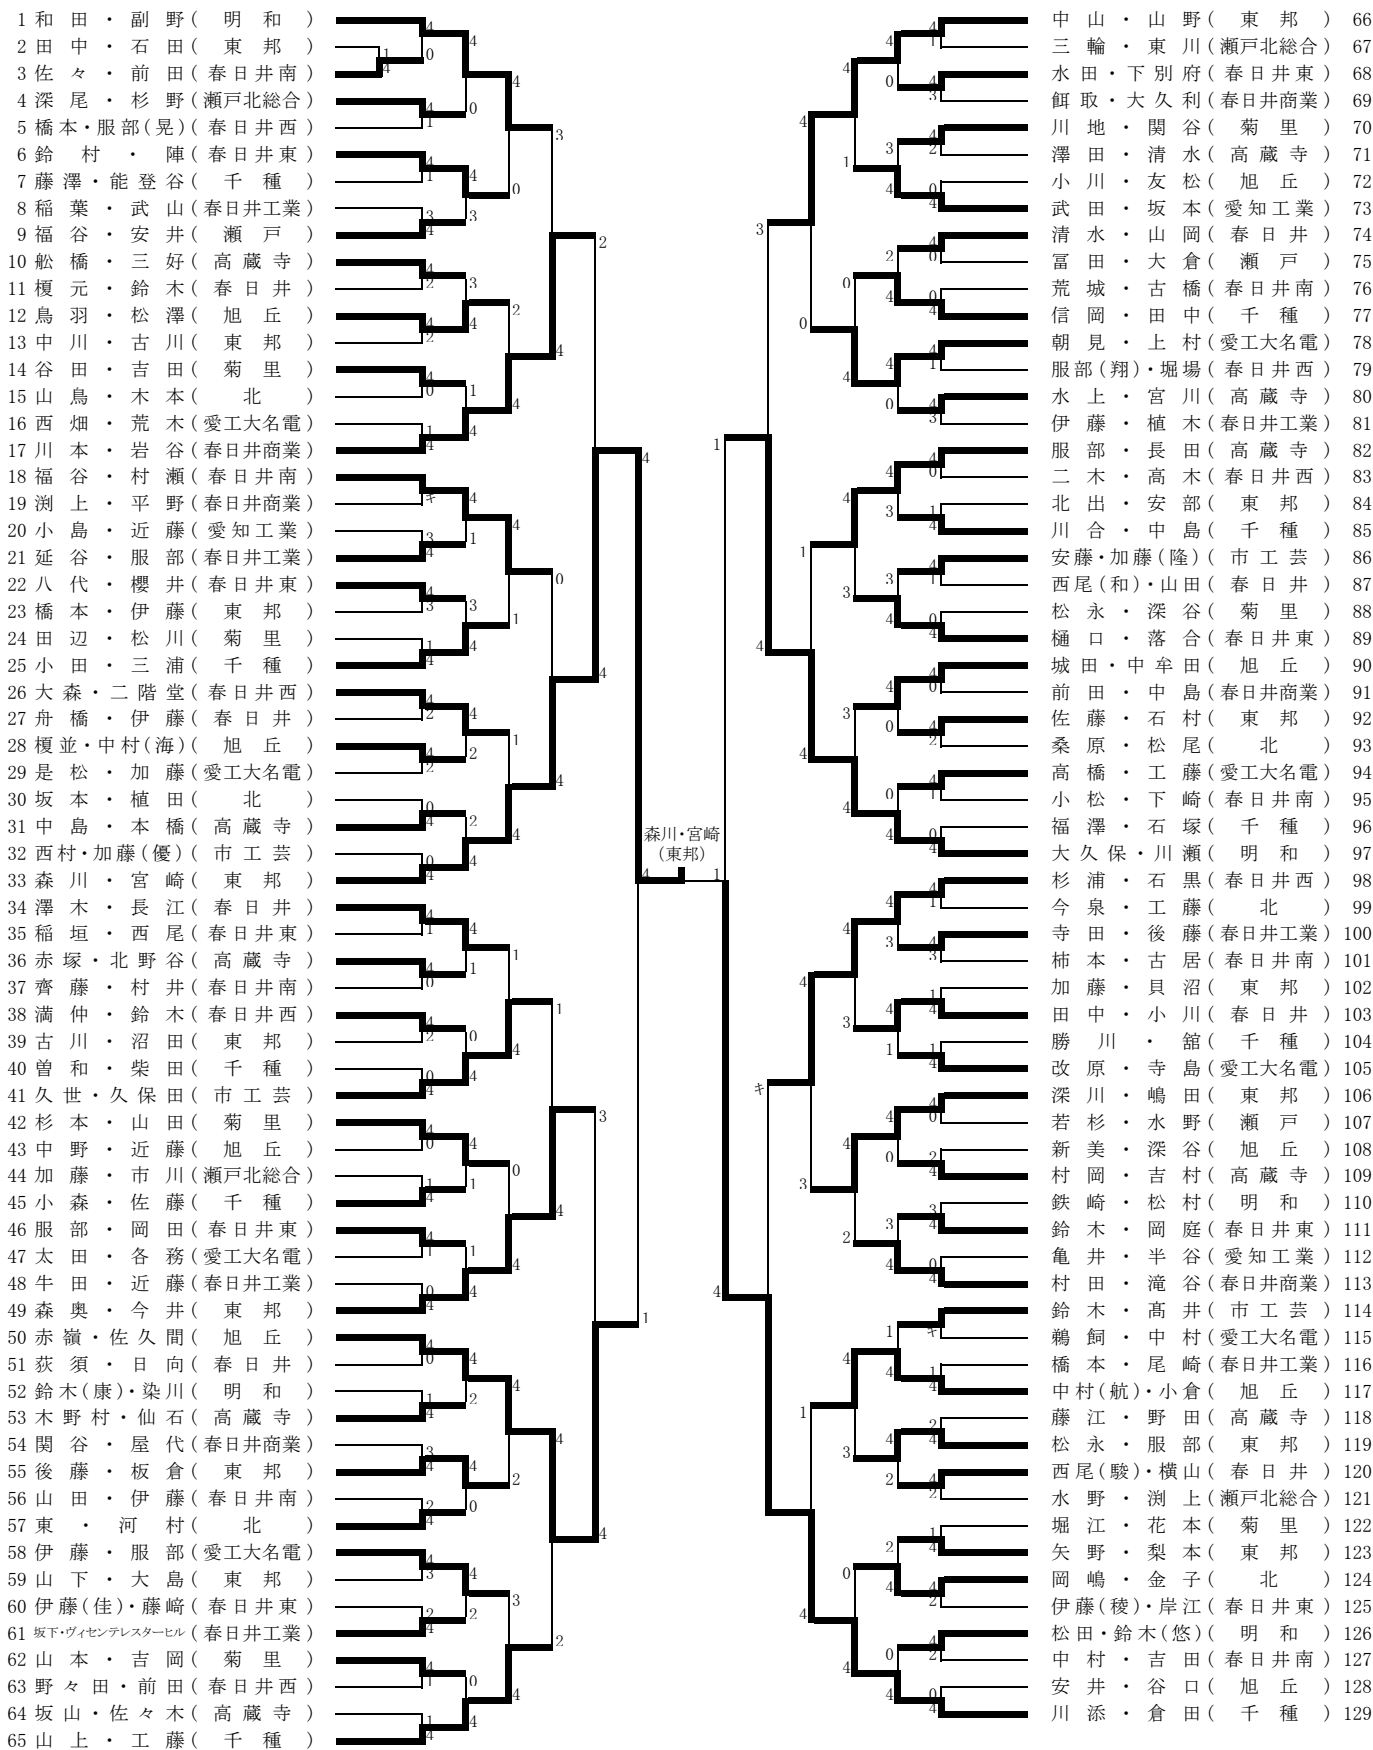 1 和田・副野(明和)
2 田中・石田(東邦)
3 佐々・前田(春日井南)
4 深尾・杉野(瀬戸北総合)
5 橋本・服部(晃)(春日井西)
6 鈴村・陣(春日井東)
7 藤澤・能登谷(千種)
8 稲葉・武山(春日井工業)
9 福谷・安井(瀬戸)
10 舩橋・三好(高蔵寺)
11 榎元・鈴木(春日井)
12 鳥羽・松澤(旭丘)
13 中川・古川(東邦)
14 谷田・吉田(菊里)
15 山鳥・木本(北)
16 西畑・荒木(愛工大名電)
17 川本・岩谷(春日井商業)
18 福谷・村瀬(春日井南)
19 渕上・平野(春日井商業)
20 小島・近藤(愛知工業)
21 延谷・服部(春日井工業)
22 八代・櫻井(春日井東)
23 橋本・伊藤(東邦)
24 田辺・松川(菊里)
25 小田・三浦(千種)
26 大森・二階堂(春日井西)
27 舟橋・伊藤(春日井)
28 榎並・中村(海)(旭丘)
29 是松・加藤(愛工大名電)
30 坂本・植田(北)
31 中島・本橋(高蔵寺)
32 西村・加藤(優)(市工芸)
33 森川・宮崎(東邦)
34 澤木・長江(春日井)
35 稲垣・西尾(春日井東)
36 赤塚・北野谷(高蔵寺)
37 齊藤・村井(春日井南)
38 満仲・鈴木(春日井西)
39 古川・沼田(東邦)
40 曽和・柴田(千種)
41 久世・久保田(市工芸)
42 杉本・山田(菊里)
43 中野・近藤(旭丘)
44 加藤・市川(瀬戸北総合)
45 小森・佐藤(千種)
46 服部・岡田(春日井東)
47 太田・各務(愛工大名電)
48 牛田・近藤(春日井工業)
49 森奥・今井(東邦)
50 赤嶺・佐久間(旭丘)
51 荻須・日向(春日井)
52 鈴木(康)・染川(明和)
53 木野村・仙石(高蔵寺)
54 関谷・屋代(春日井商業)
55 後藤・板倉(東邦)
56 山田・伊藤(春日井南)
57 東・河村(北)
58 伊藤・服部(愛工大名電)
59 山下・大島(東邦)
60 伊藤(佳)・藤﨑(春日井東)
61 坂下・ヴィセンテレスターヒル(春日井工業)
62 山本・吉岡(菊里)
63 野々田・前田(春日井西)
64 坂山・佐々木(高蔵寺)
65 山上・工藤(千種)
森川・宮崎
(東邦)
中山・山野(東邦) 66
三輪・東川(瀬戸北総合) 67
水田・下別府(春日井東) 68
餌取・大久利(春日井商業) 69
川地・関谷(菊里) 70
澤田・清水(高蔵寺) 71
小川・友松(旭丘) 72
武田・坂本(愛知工業) 73
清水・山岡(春日井) 74
冨田・大倉(瀬戸) 75
荒城・古橋(春日井南) 76
信岡・田中(千種) 77
朝見・上村(愛工大名電) 78
服部(翔)・堀場(春日井西) 79
水上・宮川(高蔵寺) 80
伊藤・植木(春日井工業) 81
服部・長田(高蔵寺) 82
二木・高木(春日井西) 83
北出・安部(東邦) 84
川合・中島(千種) 85
安藤・加藤(隆)(市工芸) 86
西尾(和)・山田(春日井) 87
松永・深谷(菊里) 88
樋口・落合(春日井東) 89
城田・中牟田(旭丘) 90
前田・中島(春日井商業) 91
佐藤・石村(東邦) 92
桑原・松尾(北) 93
高橋・工藤(愛工大名電) 94
小松・下崎(春日井南) 95
福澤・石塚(千種) 96
大久保・川瀬(明和) 97
杉浦・石黒(春日井西) 98
今泉・工藤(北) 99
寺田・後藤(春日井工業) 100
柿本・古居(春日井南) 101
加藤・貝沼(東邦) 102
田中・小川(春日井) 103
勝川・舘(千種) 104
改原・寺島(愛工大名電) 105
深川・嶋田(東邦) 106
若杉・水野(瀬戸) 107
新美・深谷(旭丘) 108
村岡・吉村(高蔵寺) 109
鉄崎・松村(明和) 110
鈴木・岡庭(春日井東) 111
亀井・半谷(愛知工業) 112
村田・滝谷(春日井商業) 113
鈴木・髙井(市工芸) 114
鵜飼・中村(愛工大名電) 115
橋本・尾崎(春日井工業) 116
中村(航)・小倉(旭丘) 117
藤江・野田(高蔵寺) 118
松永・服部(東邦) 119
西尾(駿)・横山(春日井) 120
水野・渕上(瀬戸北総合) 121
堀江・花本(菊里) 122
矢野・梨本(東邦) 123
岡嶋・金子(北) 124
伊藤(稜)・岸江(春日井東) 125
松田・鈴木(悠)(明和) 126
中村・吉田(春日井南) 127
安井・谷口(旭丘) 128
川添・倉田(千種) 129